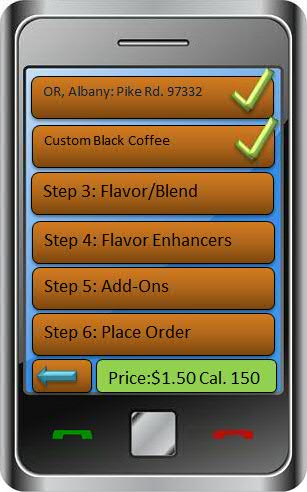 OR, Albany: Pike Rd. 97332
Custom Black Coffee
Step 3: Flavor/Blend
Step 4: Flavor Enhancers
Step 5: Add-Ons
Step 6: Place Order
Price:$1.50 Cal. 150